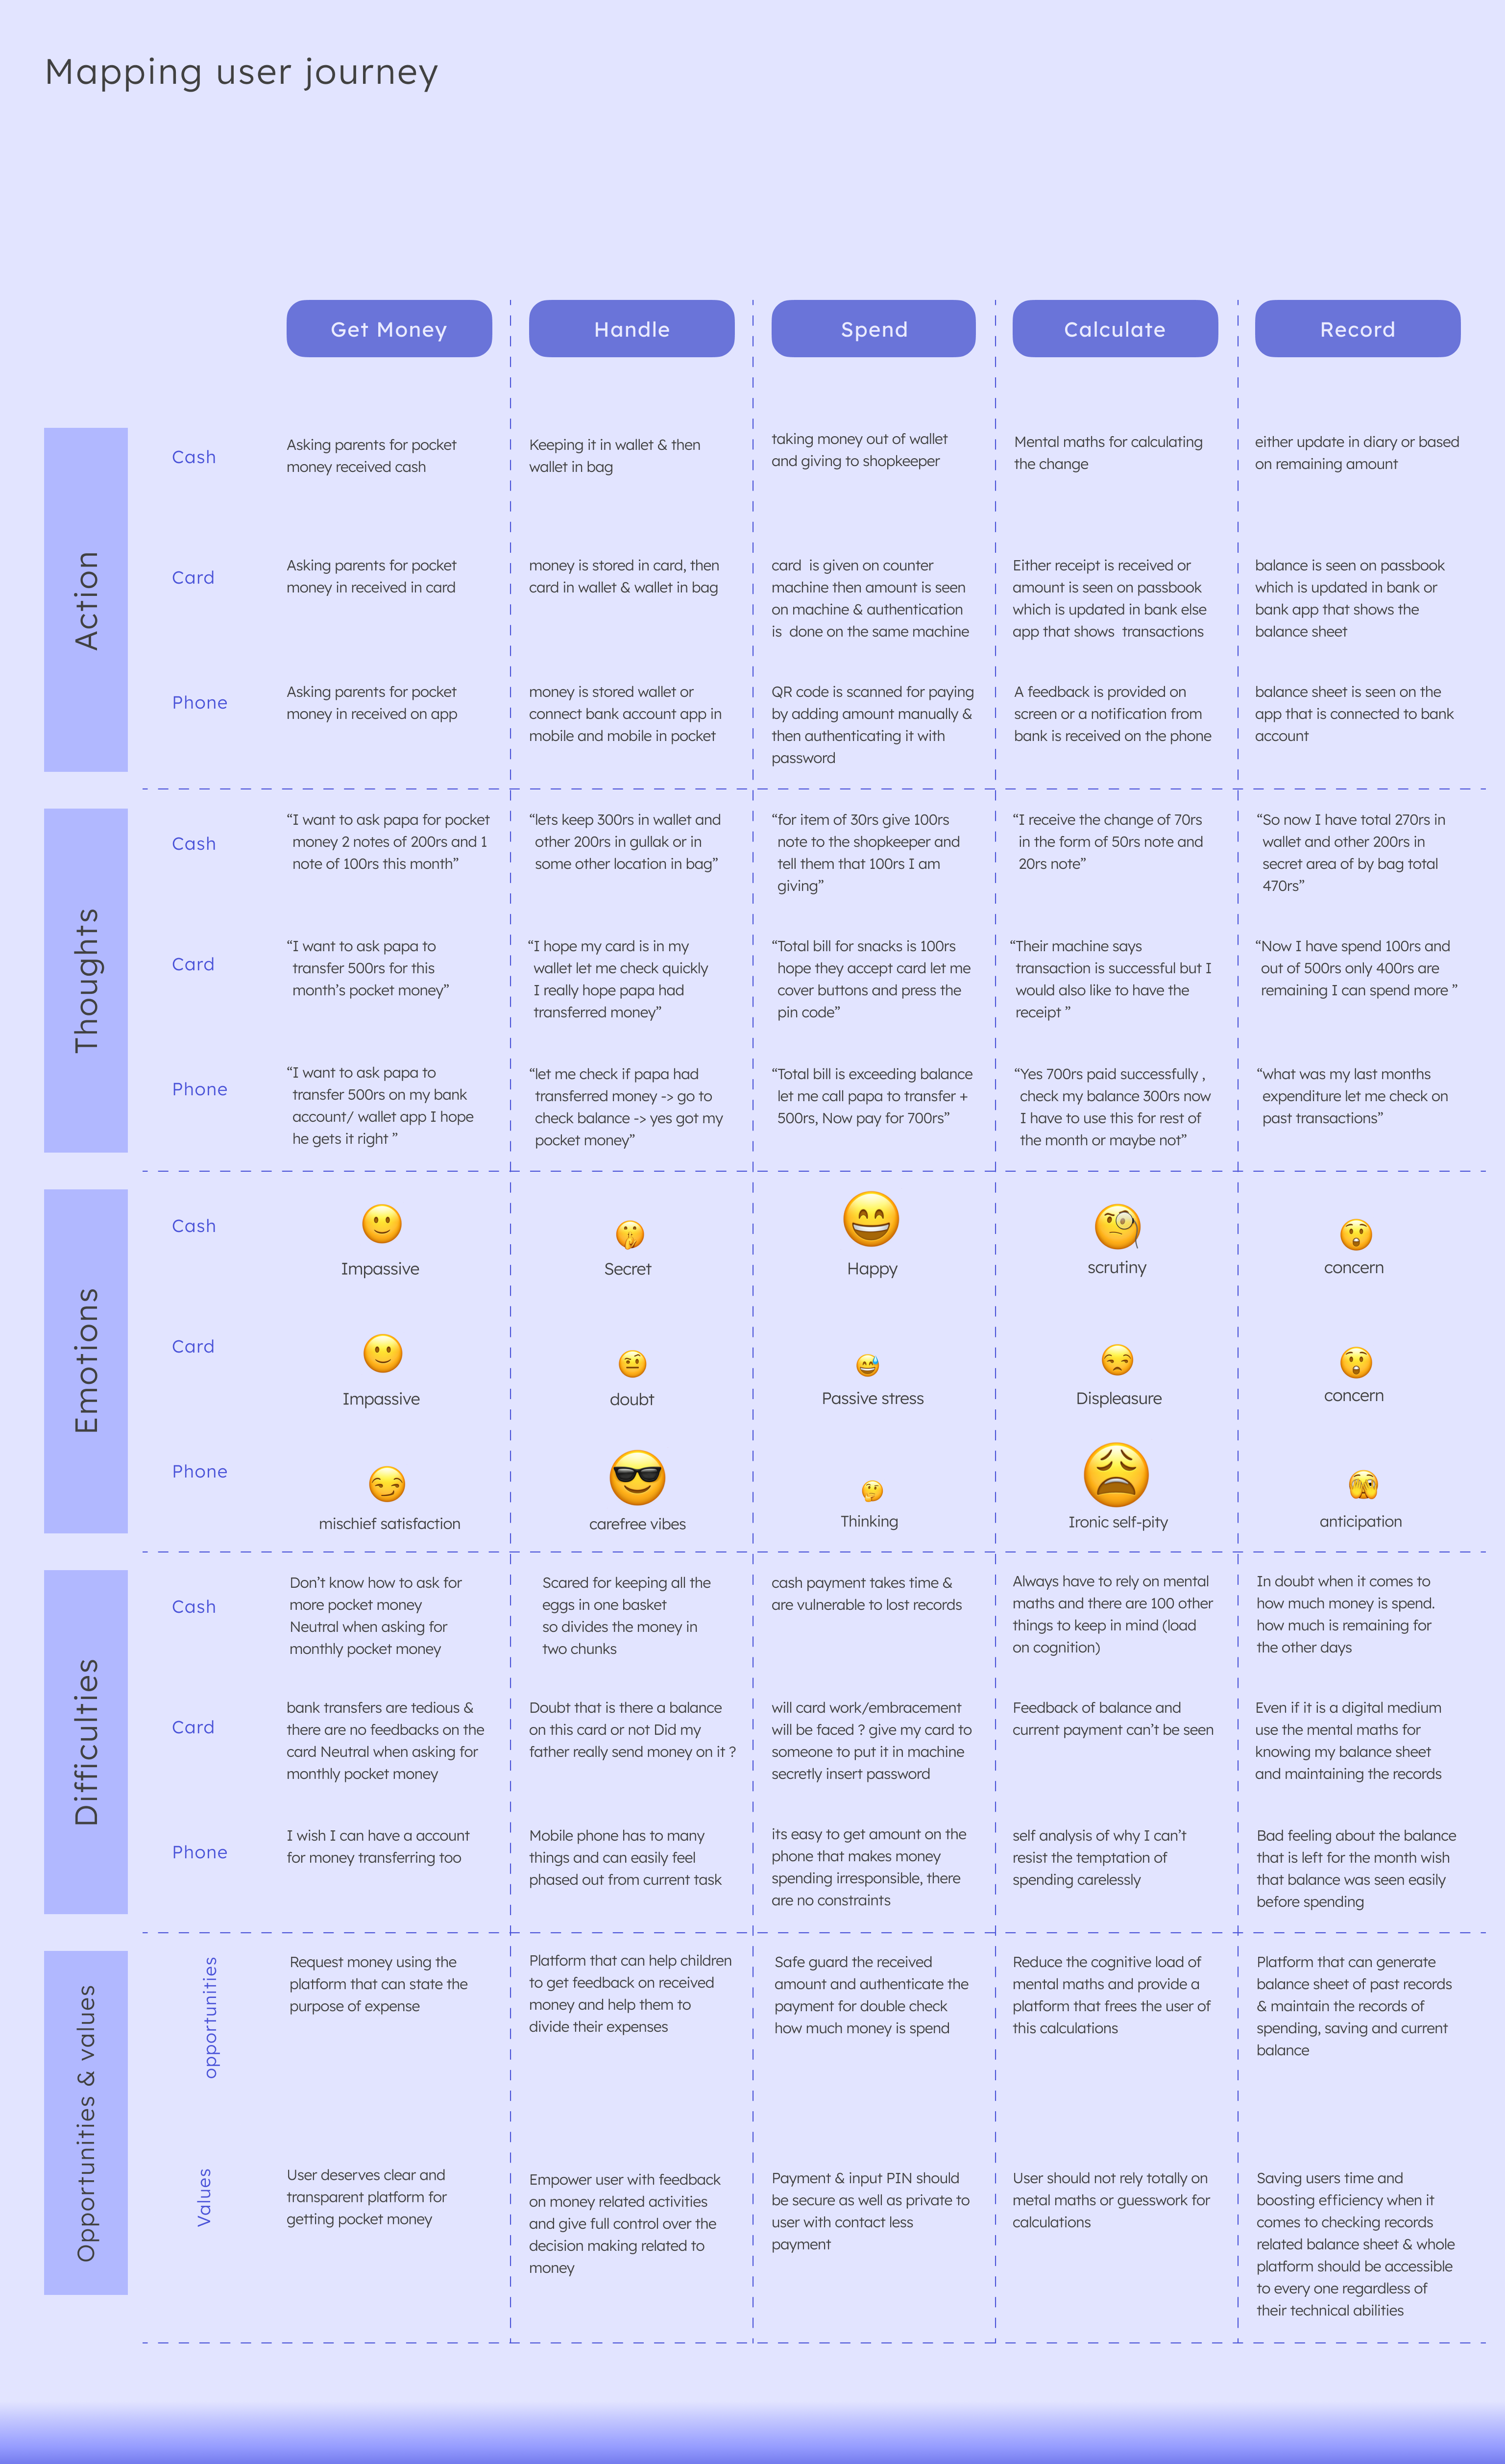 Mapping user journey
Get Money
Handle
Spend
Calculate
Record
Action
Cash
Asking parents for pocket
money received cash
Keeping it in wallet & then
wallet in bag
taking money out of wallet
and giving to shopkeeper
Mental maths for calculating
the change
either update in diary or based
on remaining amount
Card
Asking parents for pocket
money in received in card
money is stored in card, then
card in wallet & wallet in bag
card is given on counter
machine then amount is seen
on machine & authentication
is done on the same machine
Either receipt is received or
amount is seen on passbook
which is updated in bank else
app that shows transactions
balance is seen on passbook
which is updated in bank or
bank app that shows the
balance sheet
Phone
Asking parents for pocket
money in received on app
money is stored wallet or
connect bank account app in
mobile and mobile in pocket
QR code is scanned for paying
by adding amount manually &
then authenticating it with
password
A feedback is provided on
screen or a notification from
bank is received on the phone
balance sheet is seen on the
app that is connected to bank
account
Thoughts
Cash
“I want to ask papa for pocket
money 2 notes of 200rs and 1
note of 100rs this month”
“lets keep 300rs in wallet and
other 200rs in gullak or in
some other location in bag”
“for item of 30rs give 100rs
note to the shopkeeper and
tell them that 100rs I am
giving”
“I receive the change of 70rs
in the form of 50rs note and
20rs note”
“So now I have total 270rs in
wallet and other 200rs in
secret area of by bag total
470rs”
Card
“I want to ask papa to
transfer 500rs for this
month’s pocket money”
“I hope my card is in my
wallet let me check quickly
I really hope papa had
transferred money”
“Total bill for snacks is 100rs
hope they accept card let me
cover buttons and press the
pin code”
“Their machine says
transaction is successful but I
would also like to have the
receipt ”
“Now I have spend 100rs and
out of 500rs only 400rs are
remaining I can spend more ”
Phone
“I want to ask papa to
transfer 500rs on my bank
account/ wallet app I hope
he gets it right ”
“let me check if papa had
transferred money -> go to
check balance -> yes got my
pocket money”
“Total bill is exceeding balance
let me call papa to transfer +
500rs, Now pay for 700rs”
“Yes 700rs paid successfully ,
check my balance 300rs now
I have to use this for rest of
the month or maybe not”
“what was my last months
expenditure let me check on
past transactions”
Emotions
Cash
Impassive
Secret
Happy
scrutiny
concern
Card
Impassive
doubt
Passive stress
Displeasure
concern
Phone
mischief satisfaction
carefree vibes
Thinking
Ironic self-pity
anticipation
Difficulties
Cash
Don’t know how to ask for
more pocket money
Neutral when asking for
monthly pocket money
Scared for keeping all the
eggs in one basket
so divides the money in
two chunks
cash payment takes time &
are vulnerable to lost records
Always have to rely on mental
maths and there are 100 other
things to keep in mind (load
on cognition)
In doubt when it comes to
how much money is spend.
how much is remaining for
the other days
Card
bank transfers are tedious &
there are no feedbacks on the
card Neutral when asking for
monthly pocket money
Doubt that is there a balance
on this card or not Did my
father really send money on it ?
will card work/embracement
will be faced ? give my card to
someone to put it in machine
secretly insert password
Feedback of balance and
current payment can’t be seen
Even if it is a digital medium
use the mental maths for
knowing my balance sheet
and maintaining the records
Phone
I wish I can have a account
for money transferring too
Mobile phone has to many
things and can easily feel
phased out from current task
its easy to get amount on the
phone that makes money
spending irresponsible, there
are no constraints
self analysis of why I can’t
resist the temptation of
spending carelessly
Bad feeling about the balance
that is left for the month wish
that balance was seen easily
before spending
Opportunities & values
opportunities
Request money using the
platform that can state the
purpose of expense
Platform that can help children
to get feedback on received
money and help them to
divide their expenses
Safe guard the received
amount and authenticate the
payment for double check
how much money is spend
Reduce the cognitive load of
mental maths and provide a
platform that frees the user of
this calculations
Platform that can generate
balance sheet of past records
& maintain the records of
spending, saving and current
balance
Values
User deserves clear and
transparent platform for
getting pocket money
Empower user with feedback
on money related activities
and give full control over the
decision making related to
money
Payment & input PIN should
be secure as well as private to
user with contact less
payment
User should not rely totally on
metal maths or guesswork for
calculations
Saving users time and
boosting efficiency when it
comes to checking records
related balance sheet & whole
platform should be accessible
to every one regardless of
their technical abilities